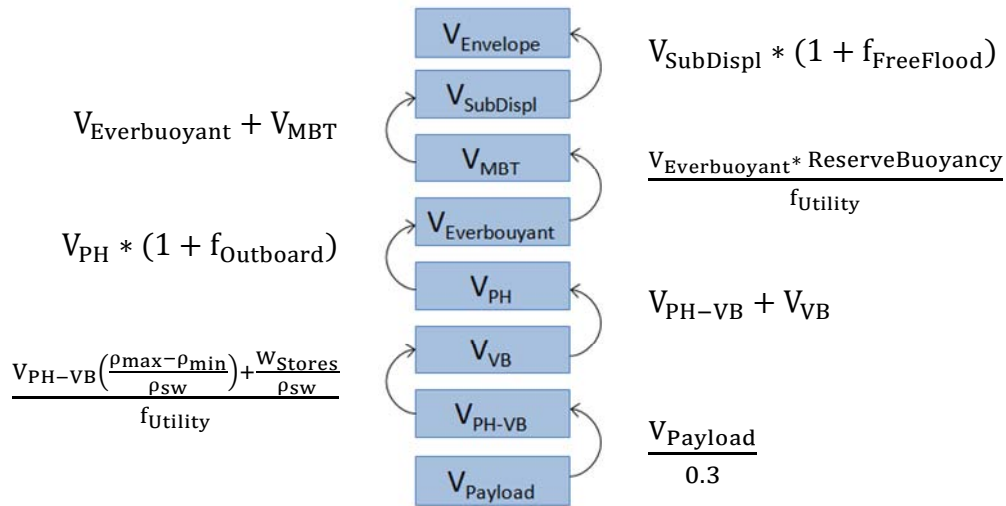 V_Envelope
V_SubDispl * (1 + f_FreeFlood)
V_SubDispl
V_Everbuoyant + V_MBT
V_MBT
V_Everbuoyant* ReserveBuoyancy
f_Utility
V_Everbouyant
V_PH * (1 + f_Outboard)
V_PH
V_PH−VB + V_VB
V_VB
V_PH−VB(ρmax−ρmin/ρsw)+W_Stores/ρsw
f_Utility
V_PH-VB
V_Payload
0.3
V_Payload